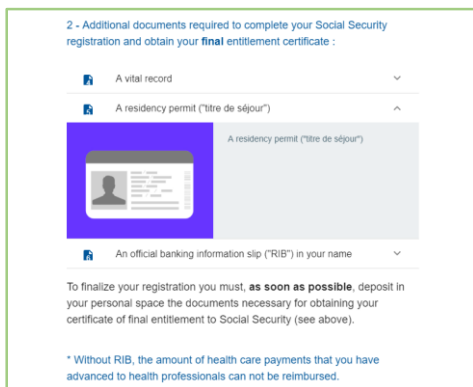 2 - Additional documents required to complete your Social Security
registration and obtain your final entitlement certificate :
A vital record
A residency permit ("titre de séjour")
A residency permit ("titre de séjour")
An official banking information slip ("RIB") in your name
To finalize your registration you must, as soon as possible, deposit in
your personal space the documents necessary for obtaining your
certificate of final entitlement to Social Security (see above).
* Without RIB, the amount of health care payments that you have
advanced to health professionals can not be reimbursed.